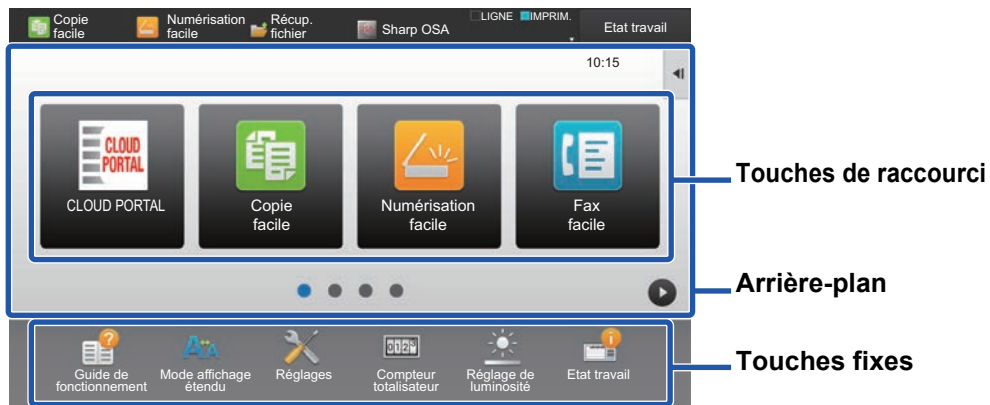 Copie
facile
Numérisation
facile
Récup.
fichier
Sharp OSA
LIGNE IMPRIM.
Etat travail
10:15
CLOUD
PORTAL
CLOUD PORTAL
Copie
facile
Numérisation
facile
Fax
facile
Touches de raccourci
Arrière-plan
Guide de
fonctionnement
Mode affichage
étendu
Réglages
Compteur
totalisateur
Réglage de
luminosité
Etat travail
Touches fixes